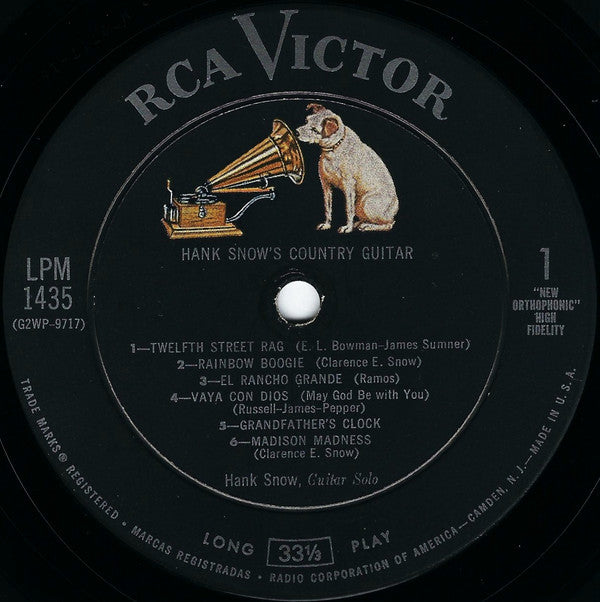 RCA VICTOR
HANK SNOW'S COUNTRY GUITAR
LPM
1435
(G2WP-9717)
1
"NEW
ORTHOPHONIC"
HIGH
FIDELITY
1—TWELFTH STREET RAG (E. L. Bowman-James Sumner)
2—RAINBOW BOOGIE (Clarence E. Snow)
3—EL RANCHO GRANDE (Ramos)
4—VAYA CON DIOS (May God Be with You)
(Russell-James-Pepper)
5—GRANDFATHER'S CLOCK
6—MADISON MADNESS
(Clarence E. Snow)
Hank Snow, Guitar Solo
LONG 33⅓ PLAY
TRADE MARKS ® REGISTERED • MARCAS REGISTRADAS • RADIO CORPORATION OF AMERICA—CAMDEN, N. J.—MADE IN U.S.A.